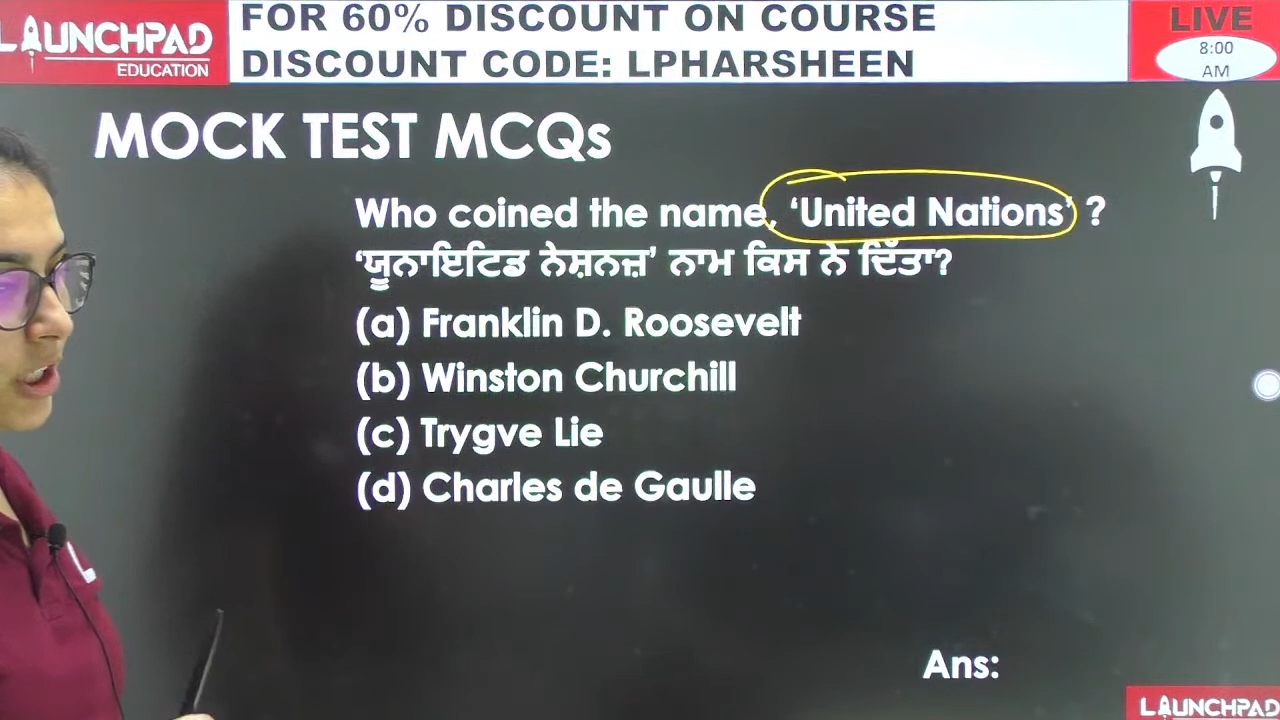 LAUNCHPAD
EDUCATION
FOR 60% DISCOUNT ON COURSE
DISCOUNT CODE: LPHARSHEEN
LIVE
8:00
AM
MOCK TEST MCQs
Who coined the name, ‘United Nations’ ?
‘ਯੂਨਾਇਟਿਡ ਨੇਸ਼ਨਜ਼’ ਨਾਮ ਕਿਸ ਨੇ ਦਿੱਤਾ?
(a) Franklin D. Roosevelt
(b) Winston Churchill
(c) Trygve Lie
(d) Charles de Gaulle
Ans:
LAUNCHPAD